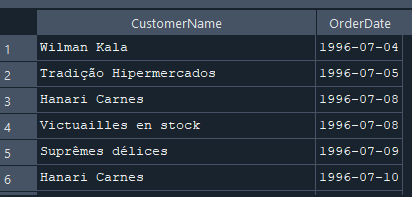 CustomerName OrderDate
1 Wilman Kala 1996-07-04
2 Tradição Hipermercados 1996-07-05
3 Hanari Carnes 1996-07-08
4 Victuailles en stock 1996-07-08
5 Suprêmes délices 1996-07-09
6 Hanari Carnes 1996-07-10